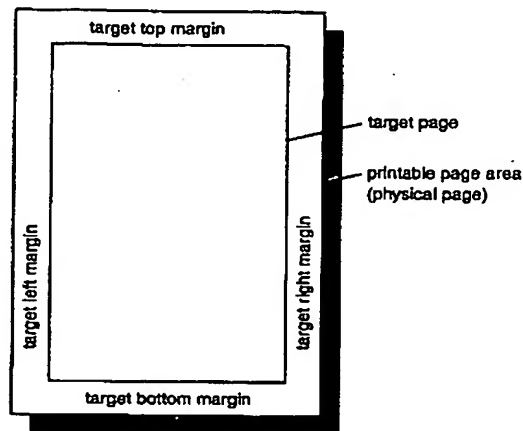 target top margin
target page
printable page area
(physical page)
target left margin
target right margin
target bottom margin